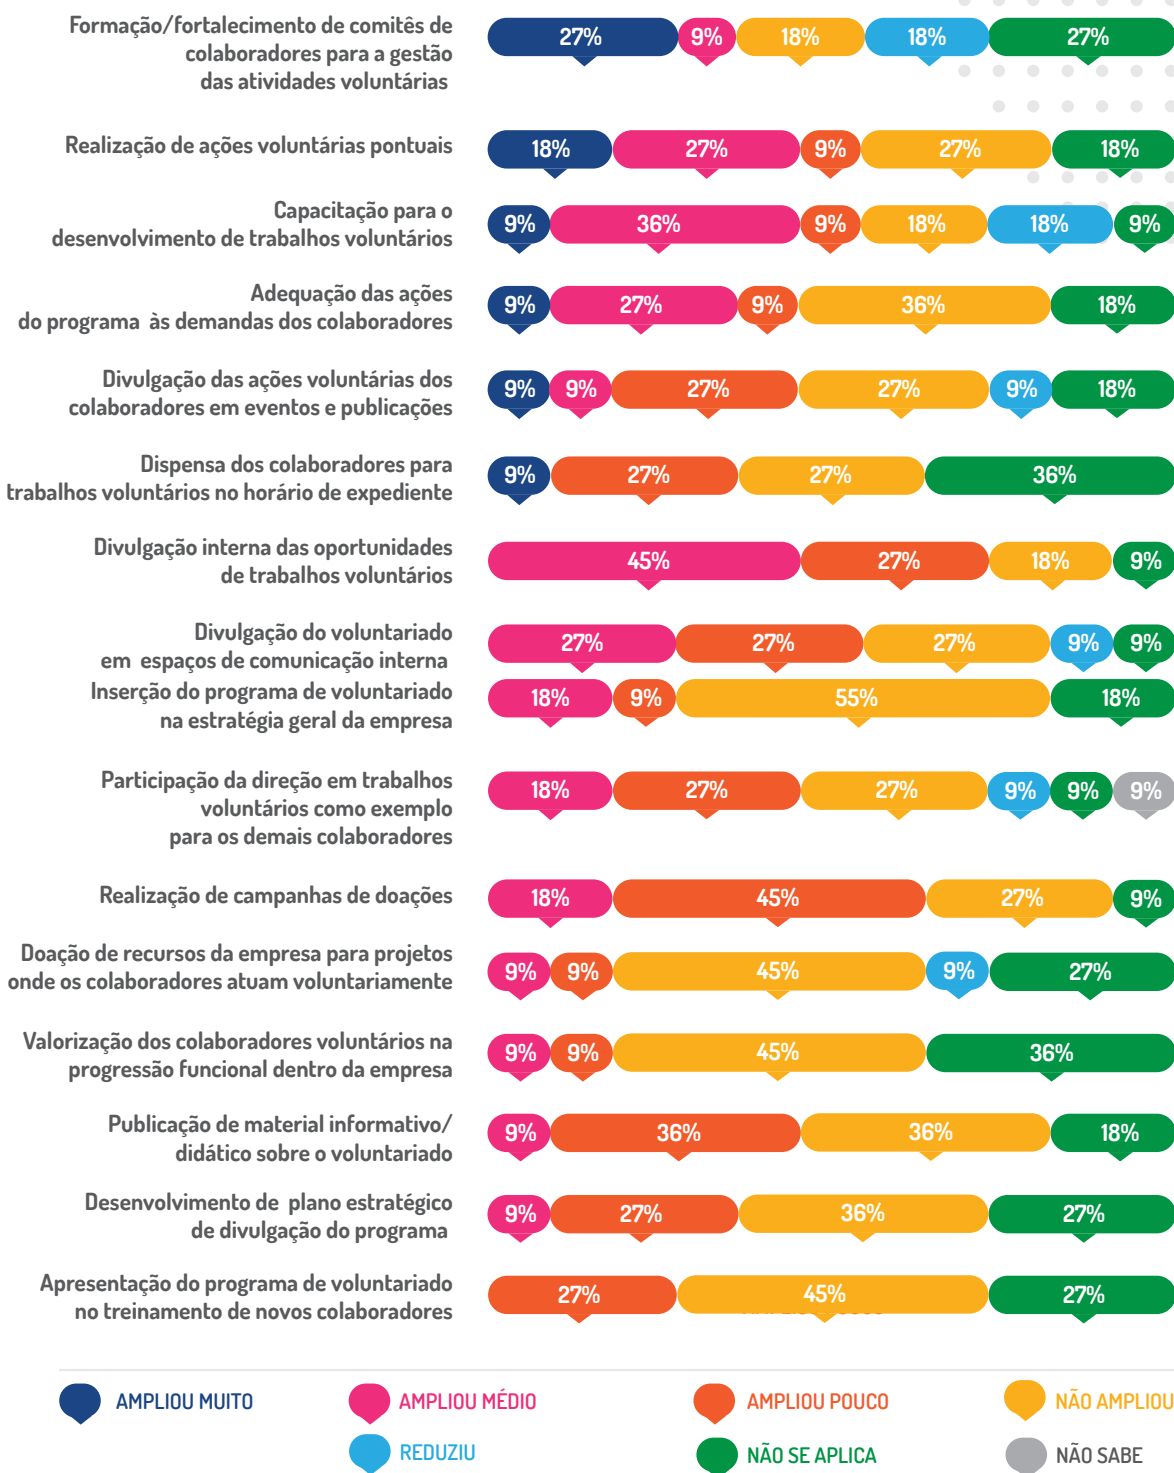 Formação/fortalecimento de comitês de
colaboradores para a gestão
das atividades voluntárias
27% 9% 18% 18% 27%
Realização de ações voluntárias pontuais
18% 27% 9% 27% 18%
Capacitação para o
desenvolvimento de trabalhos voluntários
9% 36% 9% 18% 18% 9%
Adequação das ações
do programa às demandas dos colaboradores
9% 27% 9% 36% 18%
Divulgação das ações voluntárias dos
colaboradores em eventos e publicações
9% 9% 27% 27% 9% 18%
Dispensa dos colaboradores para
trabalhos voluntários no horário de expediente
9% 27% 27% 36%
Divulgação interna das oportunidades
de trabalhos voluntários
45% 27% 18% 9%
Divulgação do voluntariado
em espaços de comunicação interna
27% 27% 27% 9% 9%
Inserção do programa de voluntariado
na estratégia geral da empresa
18% 9% 55% 18%
Participação da direção em trabalhos
voluntários como exemplo
para os demais colaboradores
18% 27% 27% 9% 9% 9%
Realização de campanhas de doações
18% 45% 27% 9%
Doação de recursos da empresa para projetos
onde os colaboradores atuam voluntariamente
9% 9% 45% 9% 27%
Valorização dos colaboradores voluntários na
progressão funcional dentro da empresa
9% 9% 45% 36%
Publicação de material informativo/
didático sobre o voluntariado
9% 36% 36% 18%
Desenvolvimento de plano estratégico
de divulgação do programa
9% 27% 36% 27%
Apresentação do programa de voluntariado
no treinamento de novos colaboradores
27% 45% 27%
AMPLIOU MUITO AMPLIOU MÉDIO AMPLIOU POUCO NÃO AMPLIOU
REDUZIU NÃO SE APLICA NÃO SABE